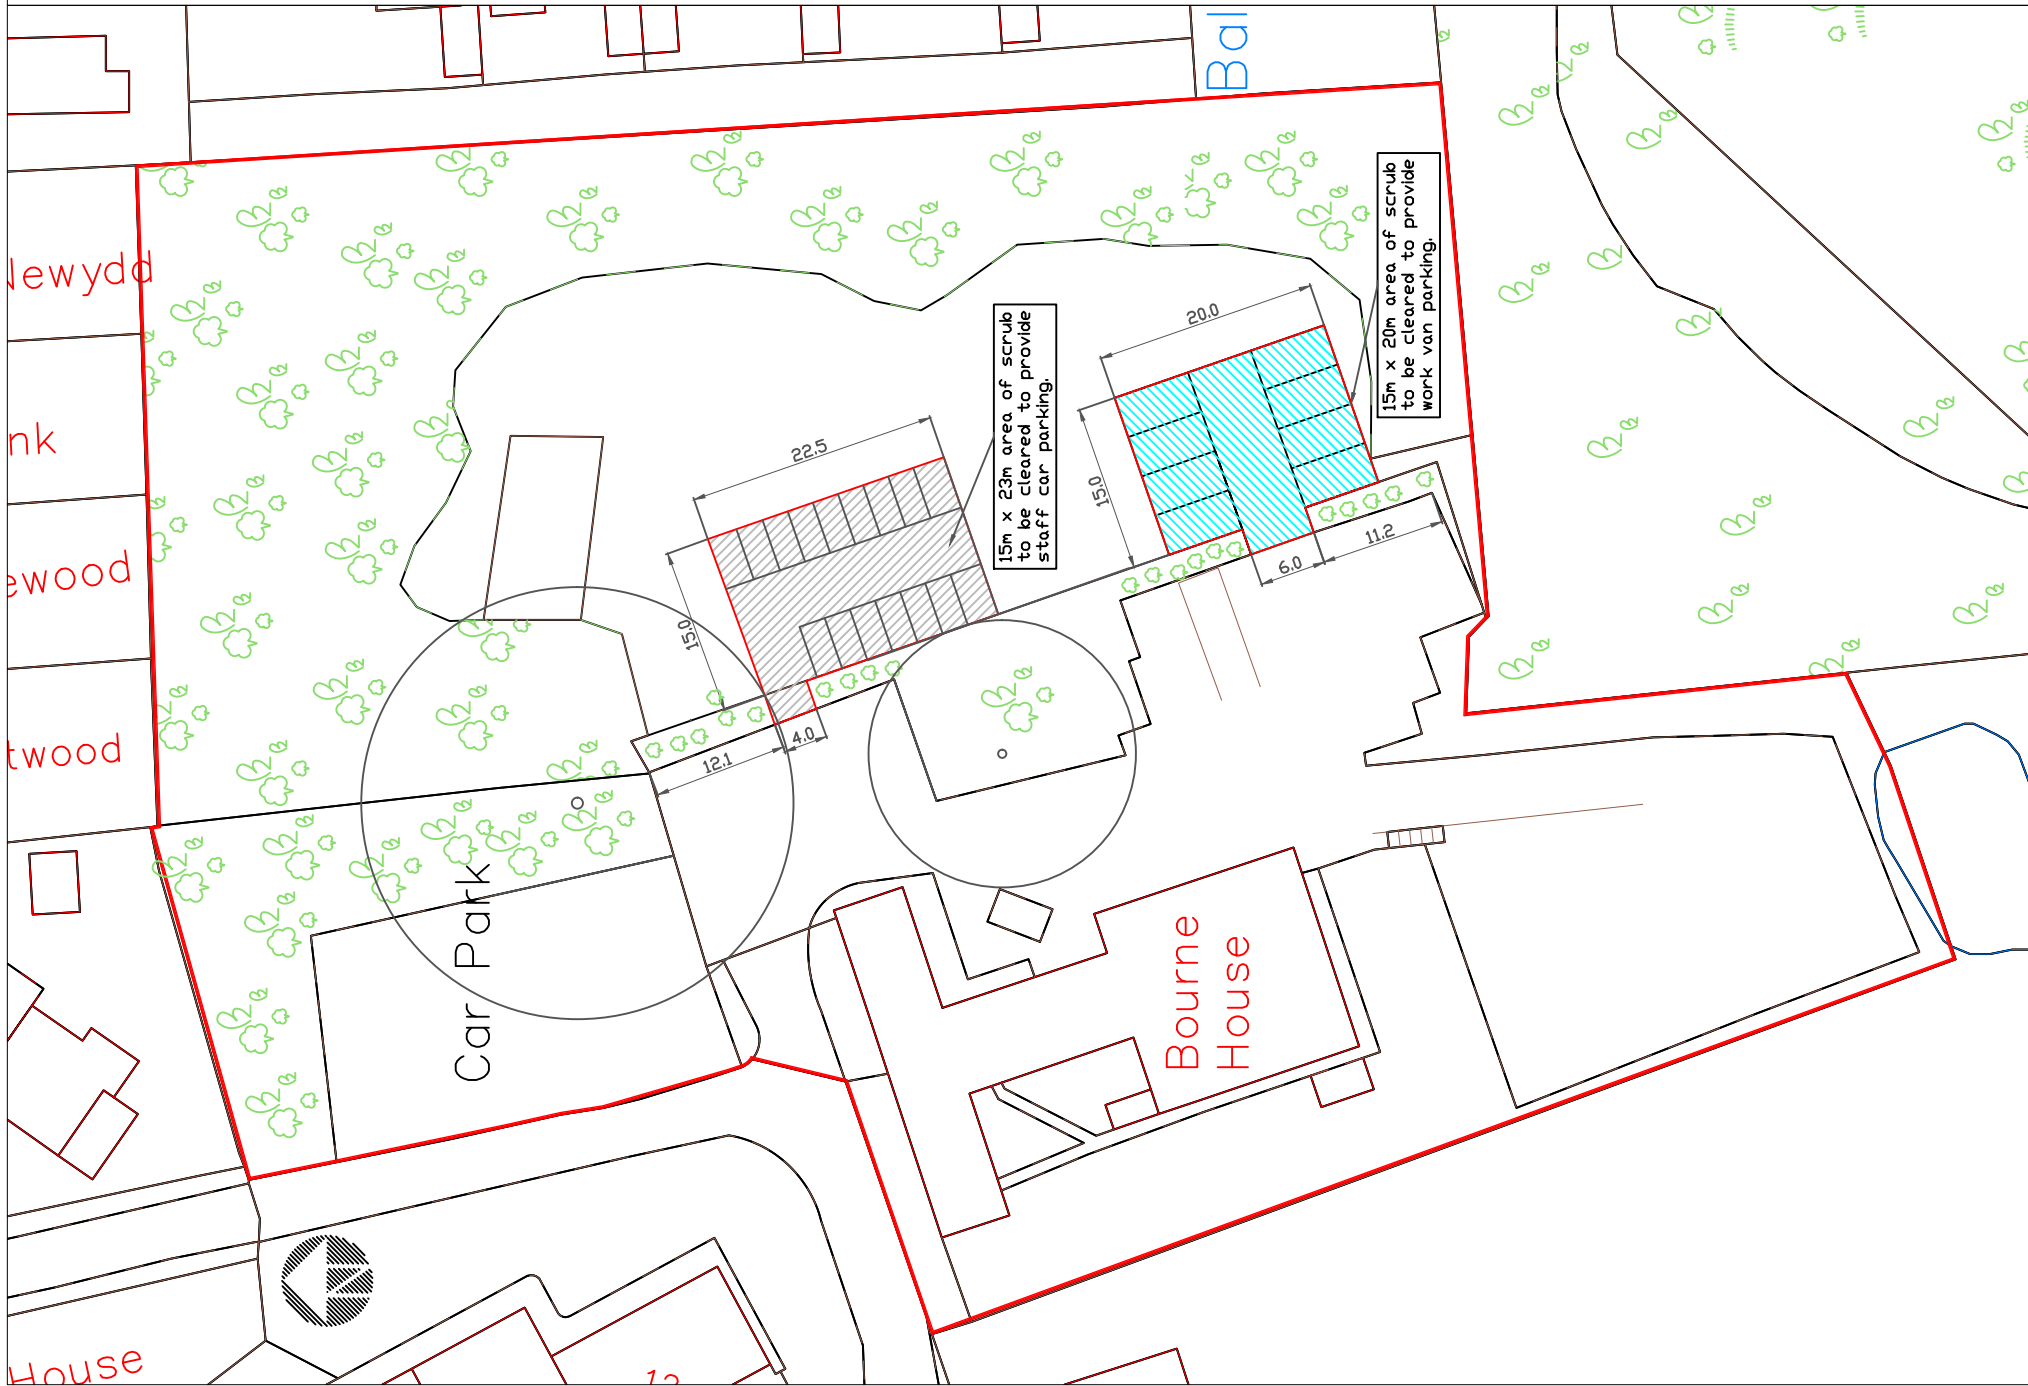 Bal
Newydd
nk
ewood
twood
15m x 20m area of scrub
to be cleared to provide
work van parking.
20.0
15.0
15m x 23m area of scrub
to be cleared to provide
staff car parking.
22.5
15.0
6.0
11.2
12.1
4.0
Car Park
Bourne
House
N
House